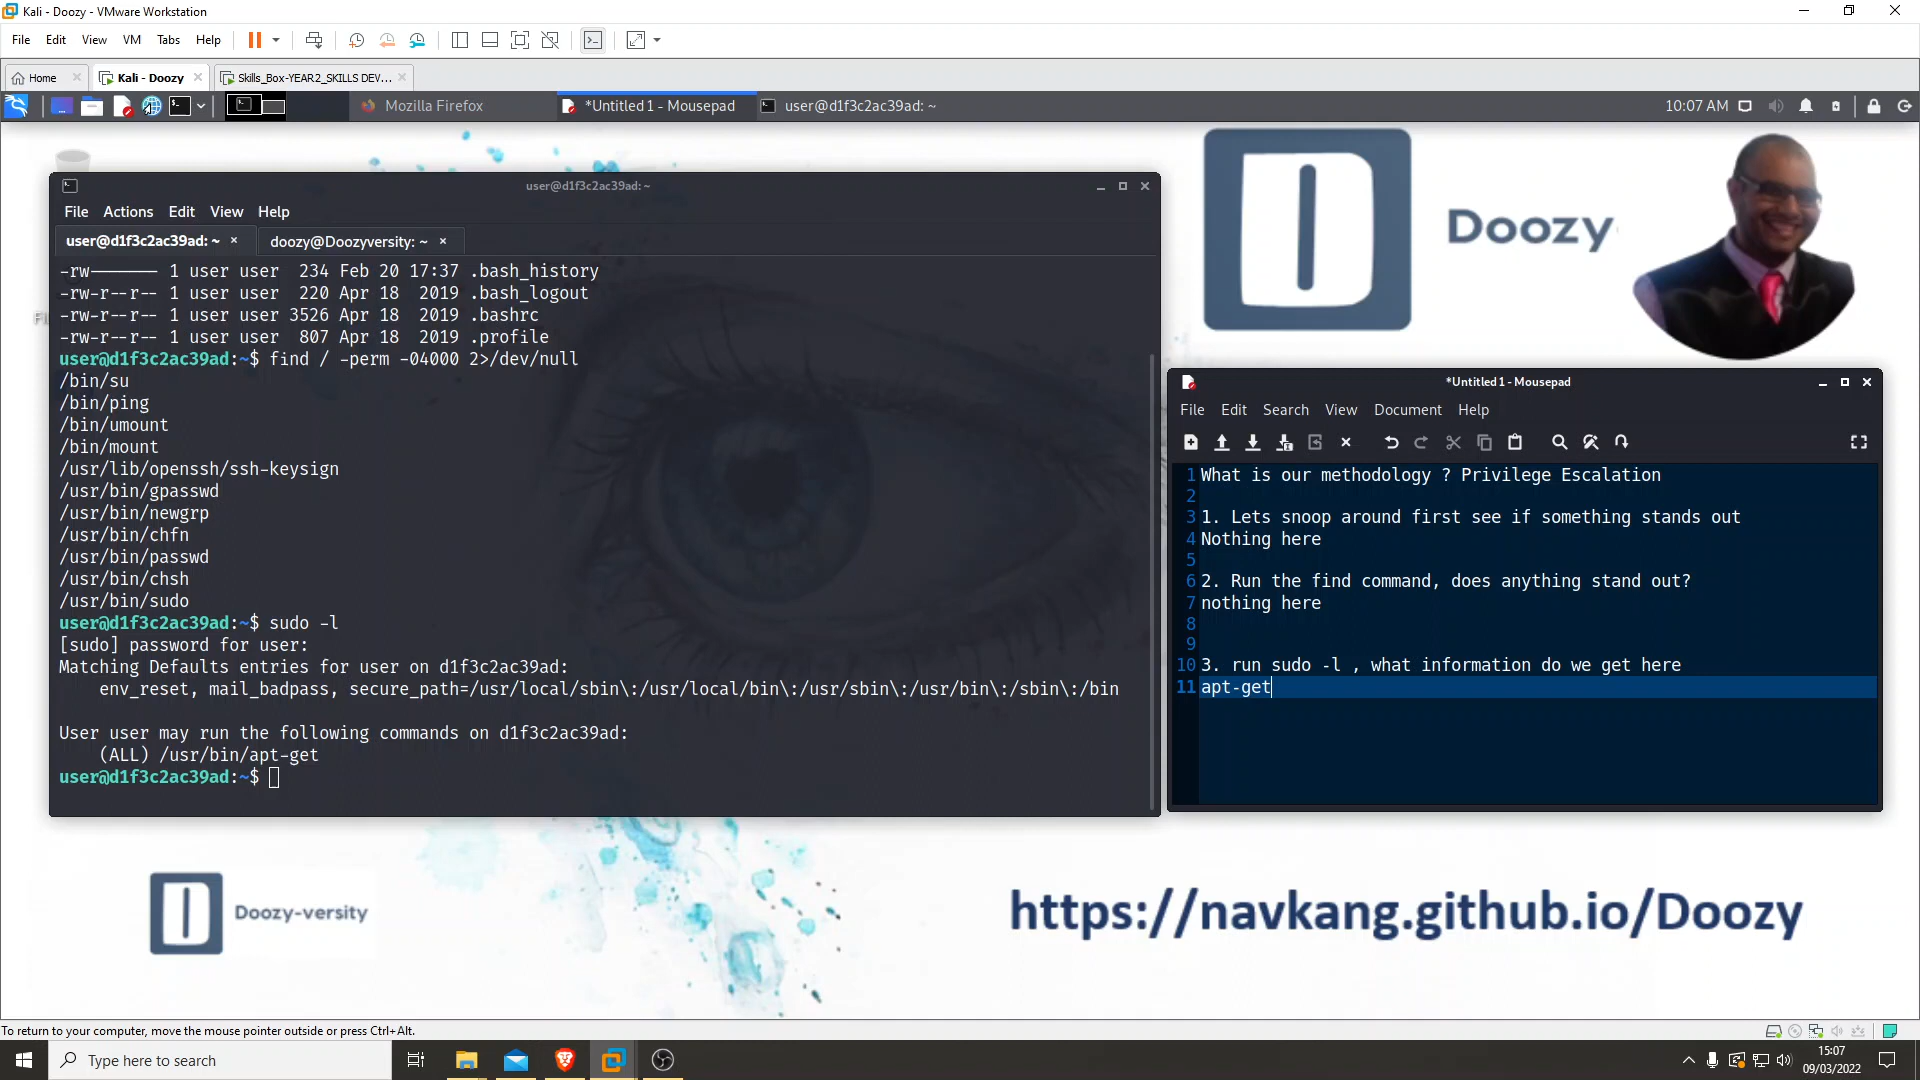 Kali - Doozy - VMware Workstation
File Edit View VM Tabs Help
Home Kali - Doozy Skills_Box-YEAR2_SKILLS DEV...
Mozilla Firefox *Untitled 1 - Mousepad user@d1f3c2ac39ad: ~ 10:07 AM
user@d1f3c2ac39ad: ~
File Actions Edit View Help
user@d1f3c2ac39ad: ~ doozy@Doozyversity: ~
-rw------- 1 user user  234 Feb 20 17:37 .bash_history
-rw-r--r-- 1 user user  220 Apr 18  2019 .bash_logout
-rw-r--r-- 1 user user 3526 Apr 18  2019 .bashrc
-rw-r--r-- 1 user user  807 Apr 18  2019 .profile
user@d1f3c2ac39ad:~$ find / -perm -04000 2>/dev/null
/bin/su
/bin/ping
/bin/umount
/bin/mount
/usr/lib/openssh/ssh-keysign
/usr/bin/gpasswd
/usr/bin/newgrp
/usr/bin/chfn
/usr/bin/passwd
/usr/bin/chsh
/usr/bin/sudo
user@d1f3c2ac39ad:~$ sudo -l
[sudo] password for user:
Matching Defaults entries for user on d1f3c2ac39ad:
    env_reset, mail_badpass, secure_path=/usr/local/sbin\:/usr/local/bin\:/usr/sbin\:/usr/bin\:/sbin\:/bin
User user may run the following commands on d1f3c2ac39ad:
    (ALL) /usr/bin/apt-get
user@d1f3c2ac39ad:~$
Doozy
*Untitled 1 - Mousepad
File Edit Search View Document Help
1 What is our methodology ? Privilege Escalation
2
3 1. Lets snoop around first see if something stands out
4 Nothing here
5
6 2. Run the find command, does anything stand out?
7 nothing here
8
9
10 3. run sudo -l , what information do we get here
11 apt-get
Doozy-versity
https://navkang.github.io/Doozy
To return to your computer, move the mouse pointer outside or press Ctrl+Alt.
Type here to search
15:07
09/03/2022